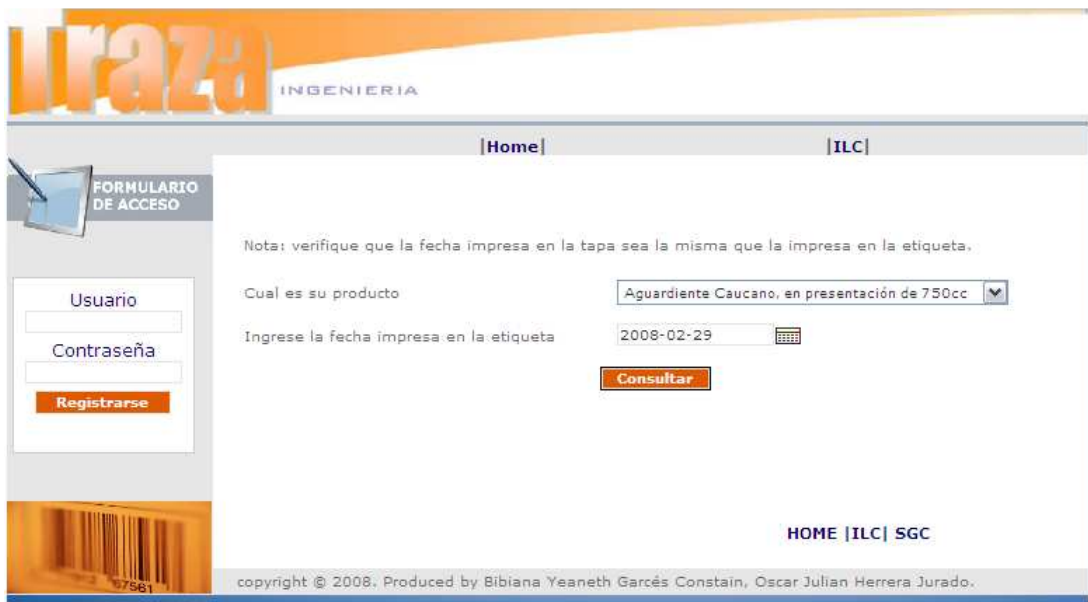 Traza
INGENIERIA
|Home| |ILC|
FORMULARIO
DE ACCESO
Usuario
Contraseña
Registrarse
Nota: verifique que la fecha impresa en la tapa sea la misma que la impresa en la etiqueta.
Cual es su producto Aguardiente Caucano, en presentación de 750cc
Ingrese la fecha impresa en la etiqueta 2008-02-29
Consultar
67561
HOME |ILC| SGC
copyright © 2008. Produced by Bibiana Yeaneth Garcés Constain, Oscar Julian Herrera Jurado.